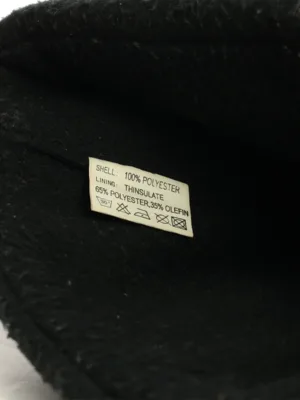 SHELL: 100% POLYESTER
LINING: THINSULATE
65% POLYESTER,35% OLEFIN